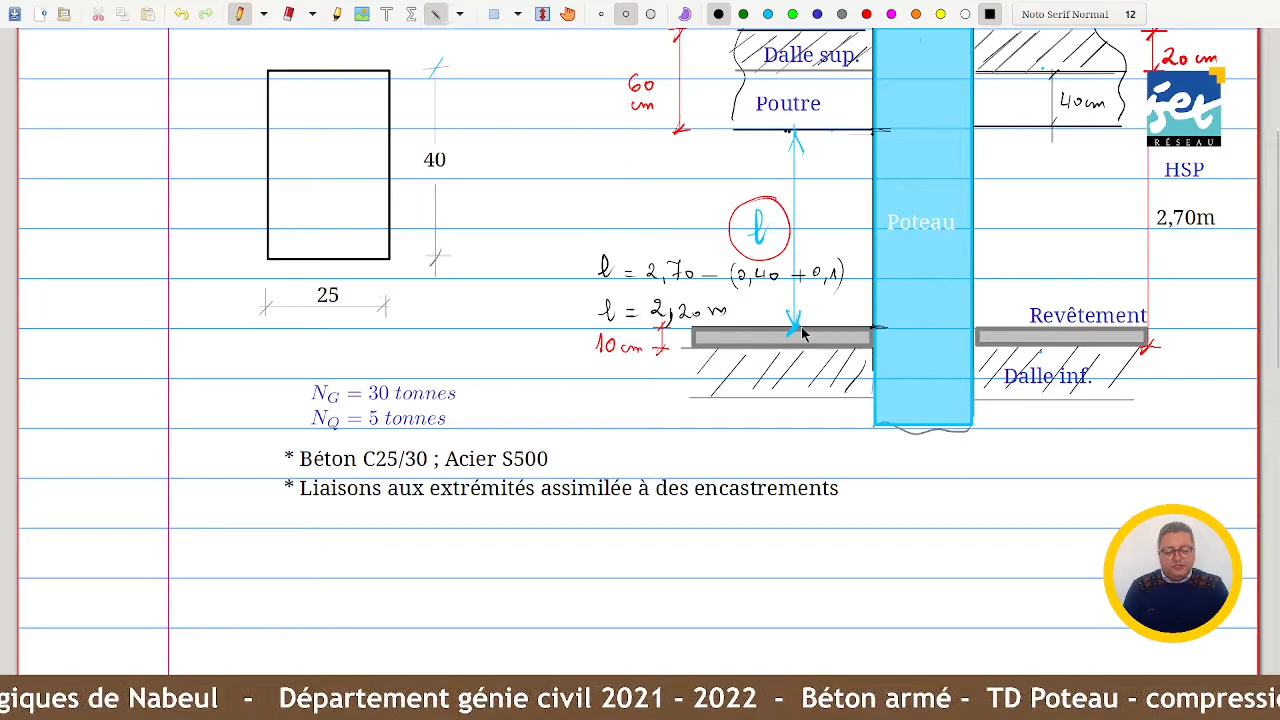 Noto Serif Normal 12
Dalle sup.
20 cm
60
cm
Poutre
40cm
iset
RÉSEAU
40
HSP
2,70m
Poteau
l
l = 2,70 - (0,40 + 0,1)
25
l = 2,20 m
Revêtement
10 cm
Dalle inf.
N_G = 30 tonnes
N_Q = 5 tonnes
* Béton C25/30 ; Acier S500
* Liaisons aux extrémités assimilée à des encastrements
giques de Nabeul - Département génie civil 2021 - 2022 - Béton armé - TD Poteau - compressi